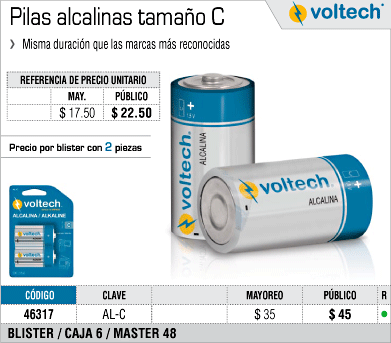 Pilas alcalinas tamaño C
voltech®
› Misma duración que las marcas más reconocidas
REFERENCIA DE PRECIO UNITARIO
MAY. PÚBLICO
$ 17.50 $ 22.50
Precio por blister con 2 piezas
voltech
ALCALINA
voltech
ALCALINA
voltech
ALCALINA / ALKALINE
CÓDIGO CLAVE MAYOREO PÚBLICO R
46317 AL-C $ 35 $ 45
BLISTER / CAJA 6 / MASTER 48